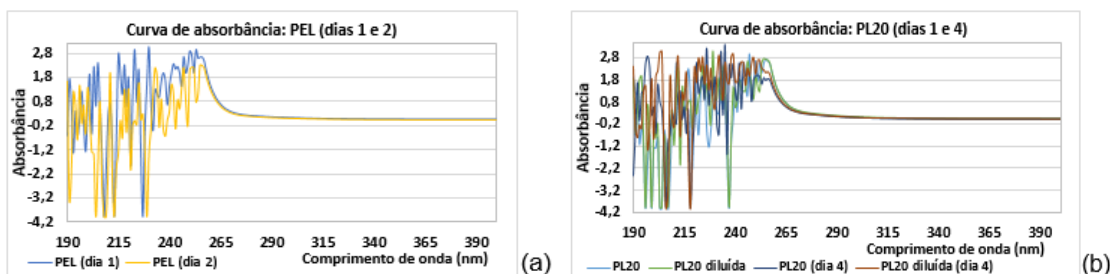 Curva de absorbância: PEL (dias 1 e 2)
Absorbância
2,8
1,8
0,8
-0,2
-1,2
-2,2
-3,2
-4,2
190 215 240 265 290 315 340 365 390
Comprimento de onda (nm)
PEL (dia 1) PEL (dia 2)
(a)
Curva de absorbância: PL20 (dias 1 e 4)
Absorbância
2,8
1,8
0,8
-0,2
-1,2
-2,2
-3,2
-4,2
190 215 240 265 290 315 340 365 390
Comprimento de onda (nm)
PL20 PL20 diluída PL20 (dia 4) PL20 diluída (dia 4)
(b)